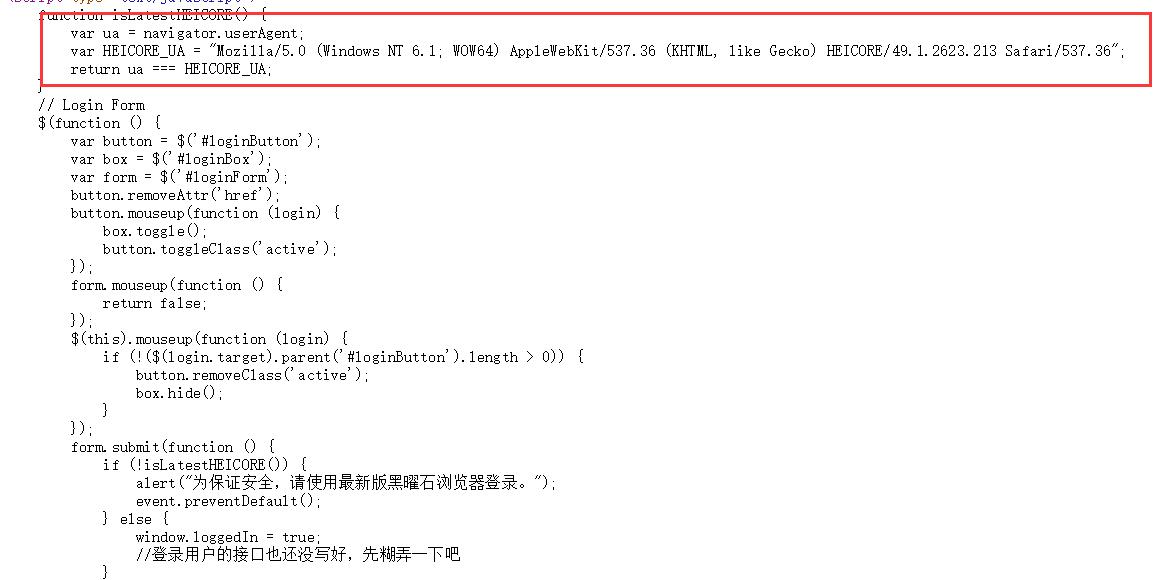 function isLatestHEICORE() {
var ua = navigator.userAgent;
var HEICORE_UA = "Mozilla/5.0 (Windows NT 6.1; WOW64) AppleWebKit/537.36 (KHTML, like Gecko) HEICORE/49.1.2623.213 Safari/537.36";
return ua === HEICORE_UA;
}
// Login Form
$(function () {
var button = $('#loginButton');
var box = $('#loginBox');
var form = $('#loginForm');
button.removeAttr('href');
button.mouseup(function (login) {
box.toggle();
button.toggleClass('active');
});
form.mouseup(function () {
return false;
});
$(this).mouseup(function (login) {
if (!($(login.target).parent('#loginButton').length > 0)) {
button.removeClass('active');
box.hide();
}
});
form.submit(function () {
if (!isLatestHEICORE()) {
alert("为保证安全，请使用最新版黑曜石浏览器登录。");
event.preventDefault();
} else {
window.loggedIn = true;
//登录用户的接口也还没写好，先糊弄一下吧
}